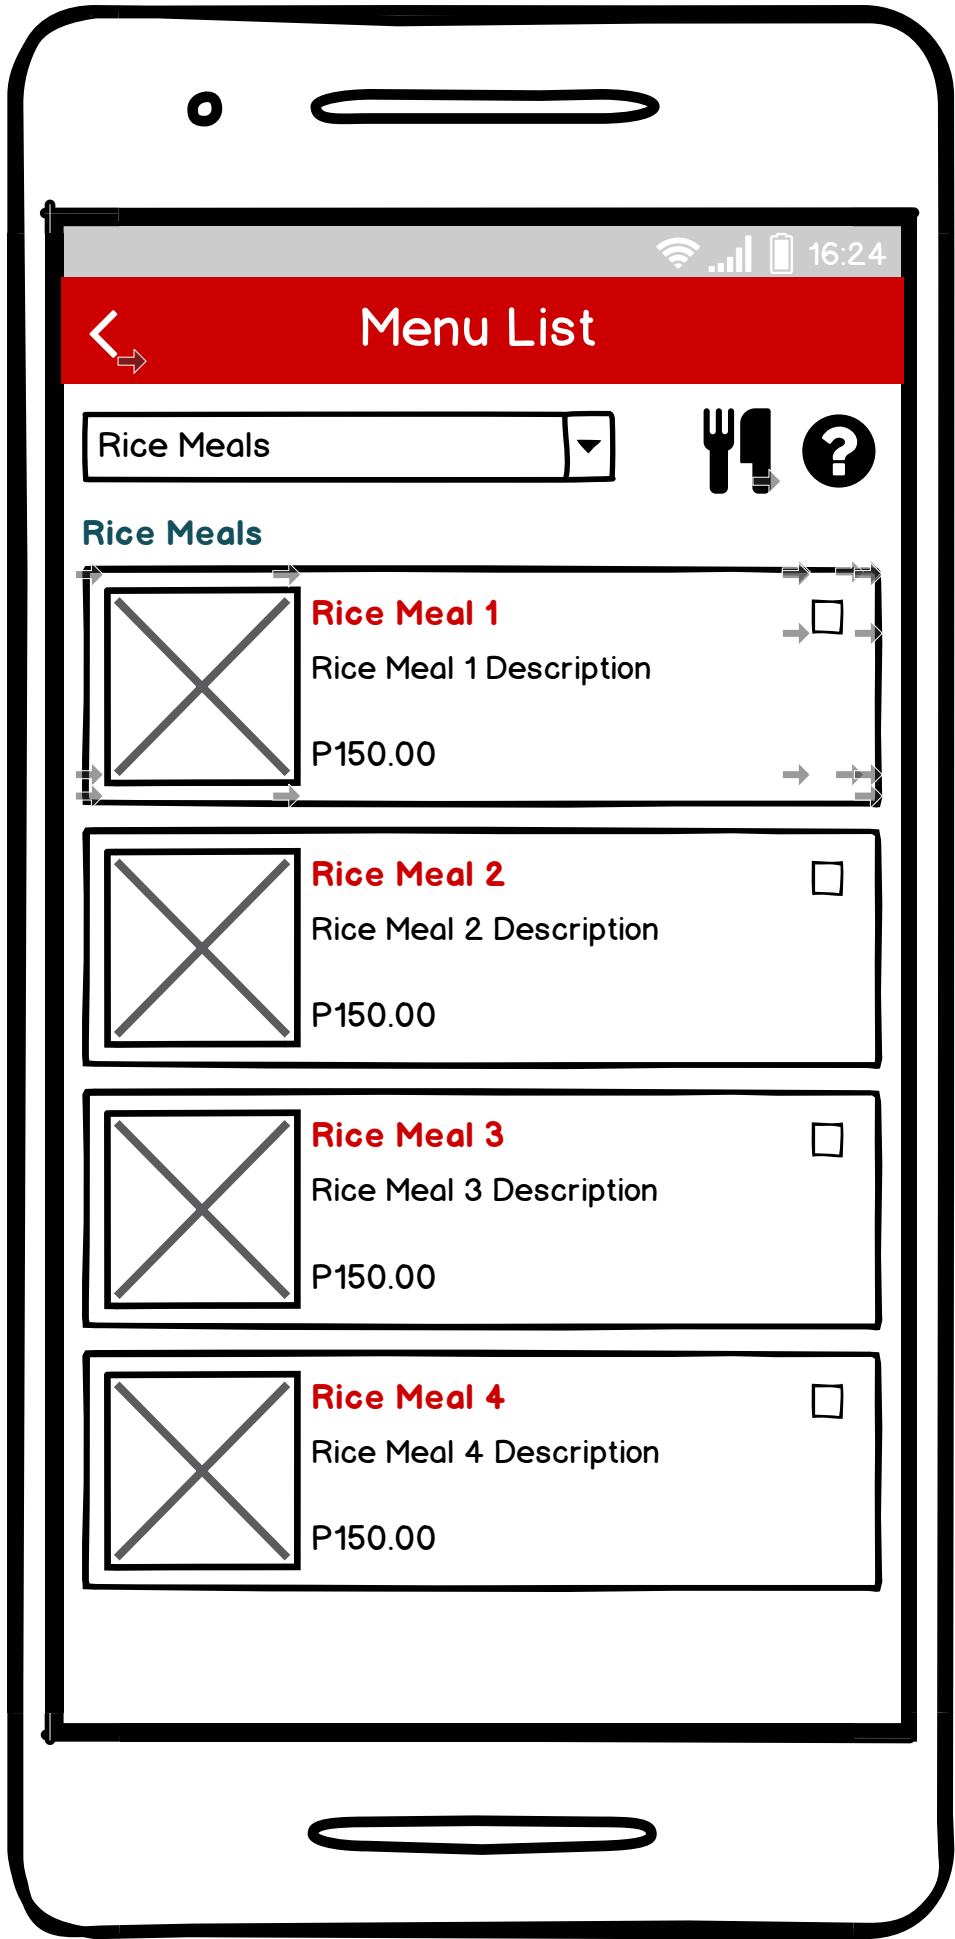 16:24
Menu List
Rice Meals
?
Rice Meals
Rice Meal 1
Rice Meal 1 Description
P150.00
Rice Meal 2
Rice Meal 2 Description
P150.00
Rice Meal 3
Rice Meal 3 Description
P150.00
Rice Meal 4
Rice Meal 4 Description
P150.00